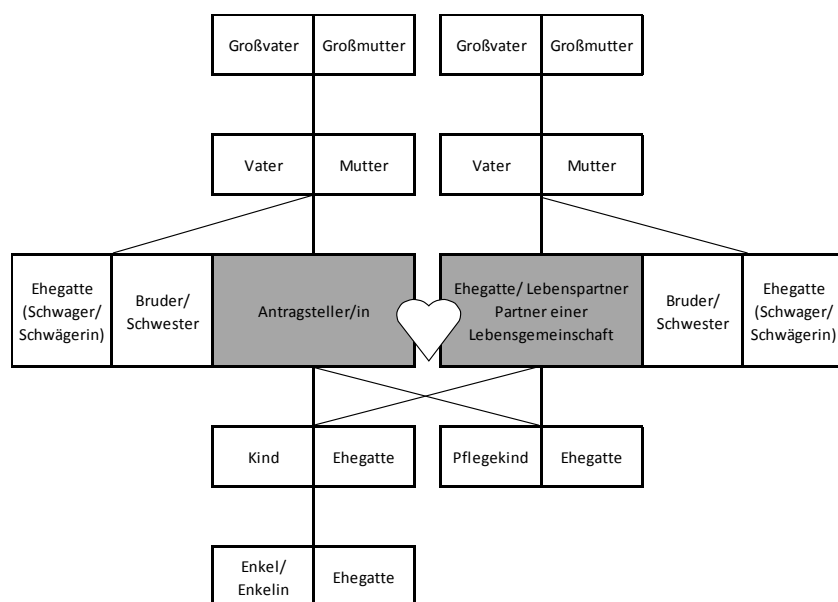 Großvater Großmutter Großvater Großmutter
Vater Mutter Vater Mutter
Ehegatte
(Schwager/
Schwägerin)
Bruder/
Schwester
Antragsteller/in
Ehegatte/ Lebenspartner
Partner einer
Lebensgemeinschaft
Bruder/
Schwester
Ehegatte
(Schwager/
Schwägerin)
Kind Ehegatte Pflegekind Ehegatte
Enkel/
Enkelin
Ehegatte